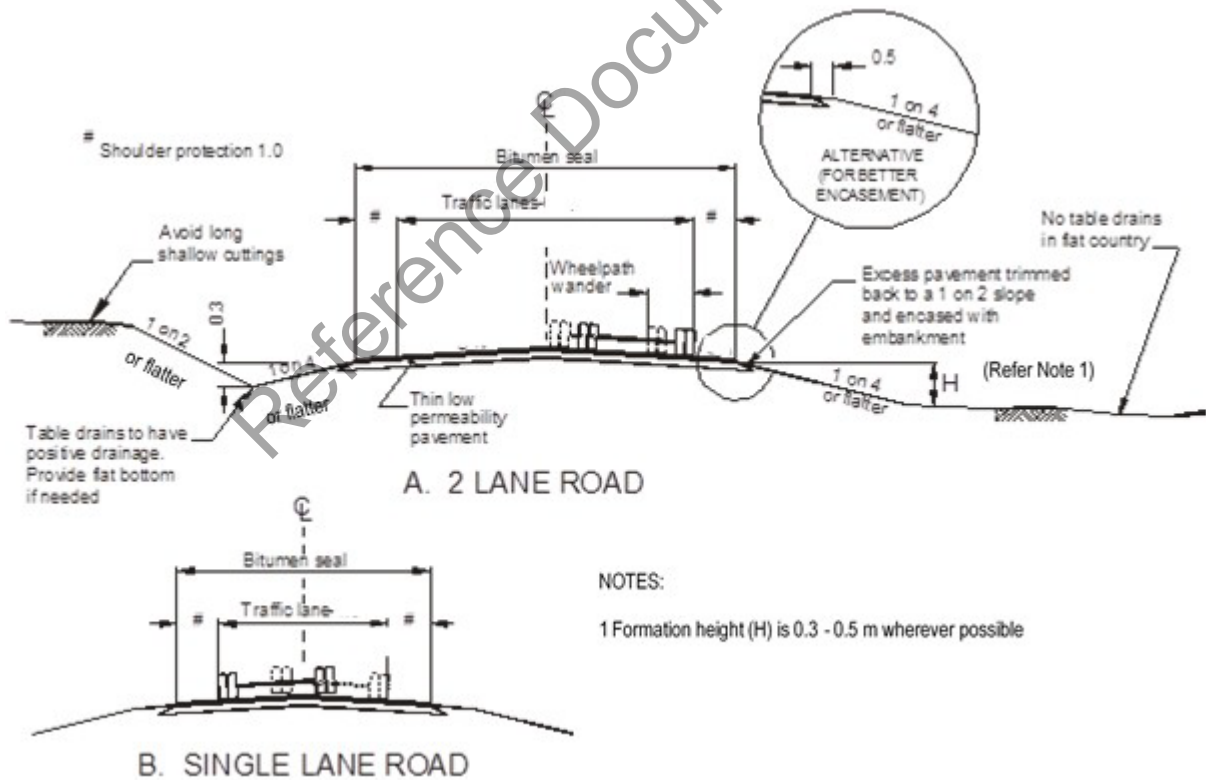 Reference Docu
0.5
1 on 4
or flatter
ALTERNATIVE
(FOR BETTER
ENCASEMENT)
# Shoulder protection 1.0
℄
Bitumen seal
#
Traffic lanes
#
Avoid long
shallow cuttings
No table drains
in flat country
Wheelpath
wander
Excess pavement trimmed
back to a 1 on 2 slope
and encased with
embankment
0.3
1 on 2
or flatter
1 on 4
or flatter
1 on 4
or flatter
H
(Refer Note 1)
Thin low
permeability
pavement
Table drains to have
positive drainage.
Provide flat bottom
if needed
A. 2 LANE ROAD
℄
Bitumen seal
#
Traffic lane
#
NOTES:
1 Formation height (H) is 0.3 - 0.5 m wherever possible
B. SINGLE LANE ROAD